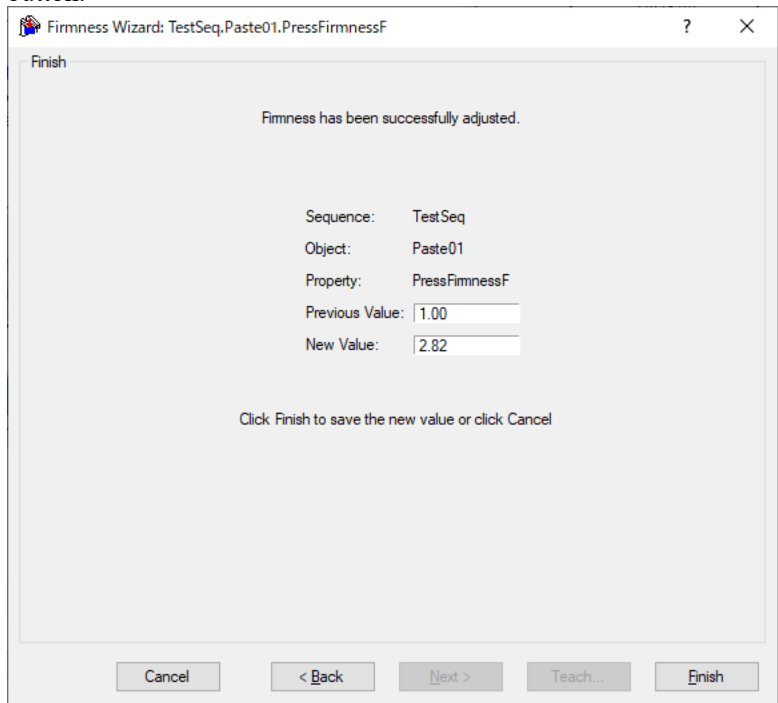 Firmness Wizard: TestSeq.Paste01.PressFirmnessF ? X
Finish
Firmness has been successfully adjusted.
Sequence: TestSeq
Object: Paste01
Property: PressFirmnessF
Previous Value: 1.00
New Value: 2.82
Click Finish to save the new value or click Cancel
Cancel < Back Next > Teach... Finish